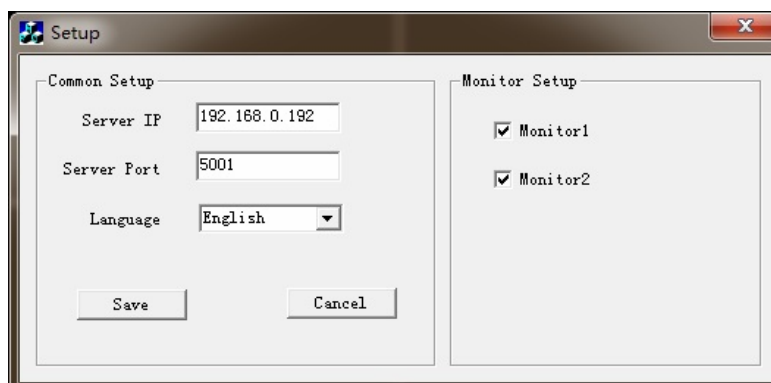 Setup
Common Setup
Server IP 192.168.0.192
Server Port 5001
Language English
Save Cancel
Monitor Setup
Monitor1
Monitor2